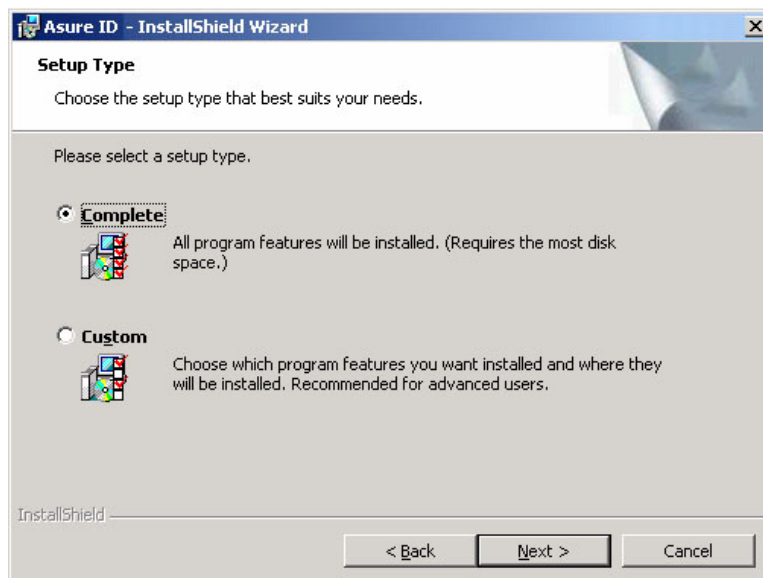 Asure ID - InstallShield Wizard
Setup Type
Choose the setup type that best suits your needs.
Please select a setup type.
Complete
All program features will be installed. (Requires the most disk
space.)
Custom
Choose which program features you want installed and where they
will be installed. Recommended for advanced users.
InstallShield
< Back
Next >
Cancel